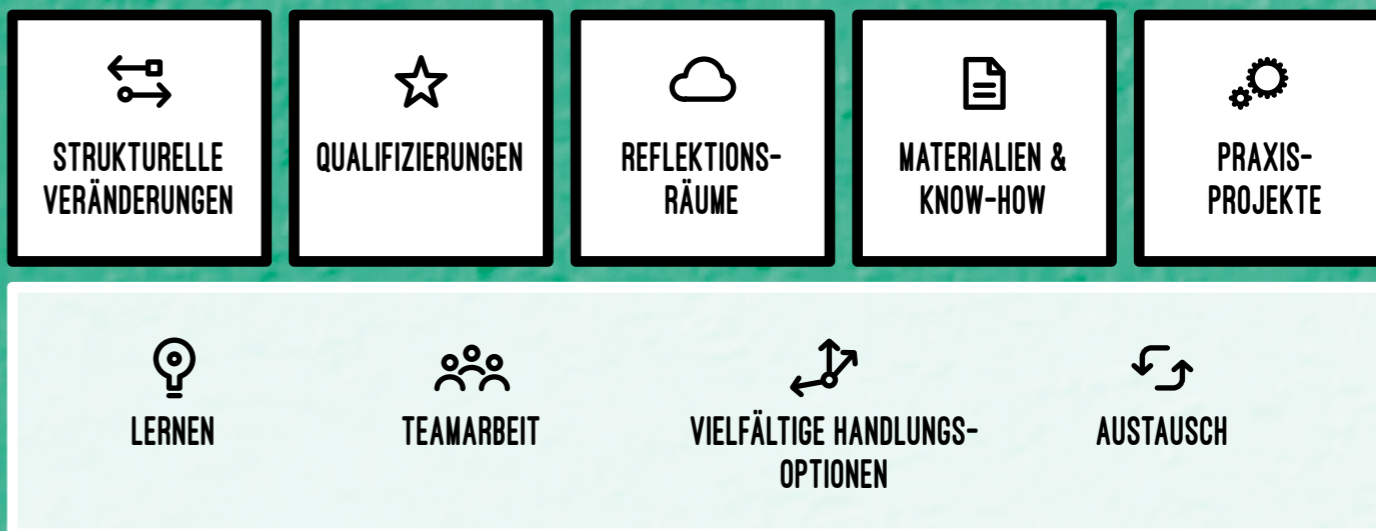 STRUKTURELLE
VERÄNDERUNGEN
QUALIFIZIERUNGEN
REFLEKTIONS-
RÄUME
MATERIALIEN &
KNOW-HOW
PRAXIS-
PROJEKTE
LERNEN
TEAMARBEIT
VIELFÄLTIGE HANDLUNGS-
OPTIONEN
AUSTAUSCH